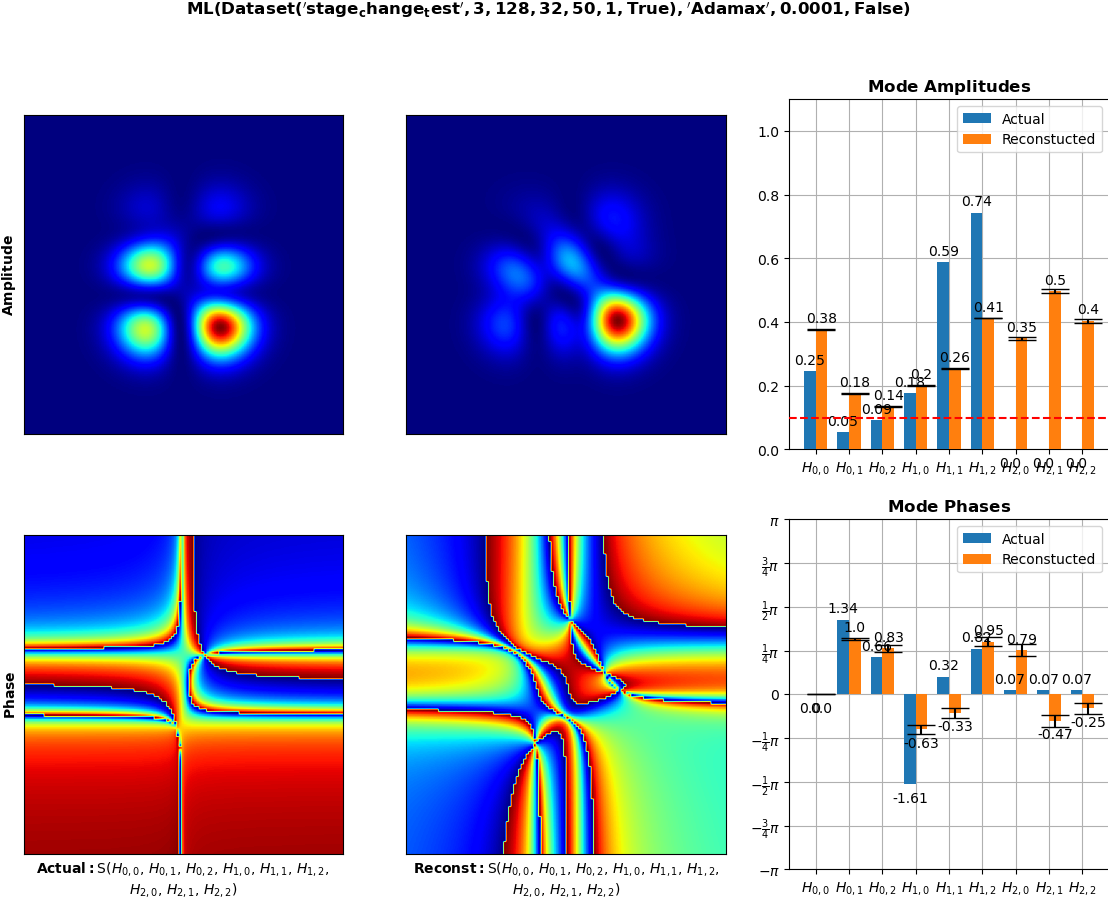 ML(Dataset('stage_change_test', 3, 128, 32, 50, 1, True), 'Adamax', 0.0001, False)
Amplitude
Mode Amplitudes
Actual
Reconstucted
1.0
0.8
0.6
0.4
0.2
0.0
0.25
0.05
0.09
0.18
0.59
0.74
0.0
0.0
0.0
0.38
0.18
0.14
0.2
0.26
0.41
0.35
0.5
0.4
H0,0 H0,1 H0,2 H1,0 H1,1 H1,2 H2,0 H2,1 H2,2
Phase
Mode Phases
Actual
Reconstucted
π
3/4π
1/2π
1/4π
0
−1/4π
−1/2π
−3/4π
−π
0.0
1.34
0.66
-1.61
0.32
0.82
0.07
0.07
0.07
0.0
1.0
0.83
-0.63
-0.33
0.95
0.79
-0.47
-0.25
H0,0 H0,1 H0,2 H1,0 H1,1 H1,2 H2,0 H2,1 H2,2
Actual: S(H0,0, H0,1, H0,2, H1,0, H1,1, H1,2,
H2,0, H2,1, H2,2)
Reconst: S(H0,0, H0,1, H0,2, H1,0, H1,1, H1,2,
H2,0, H2,1, H2,2)